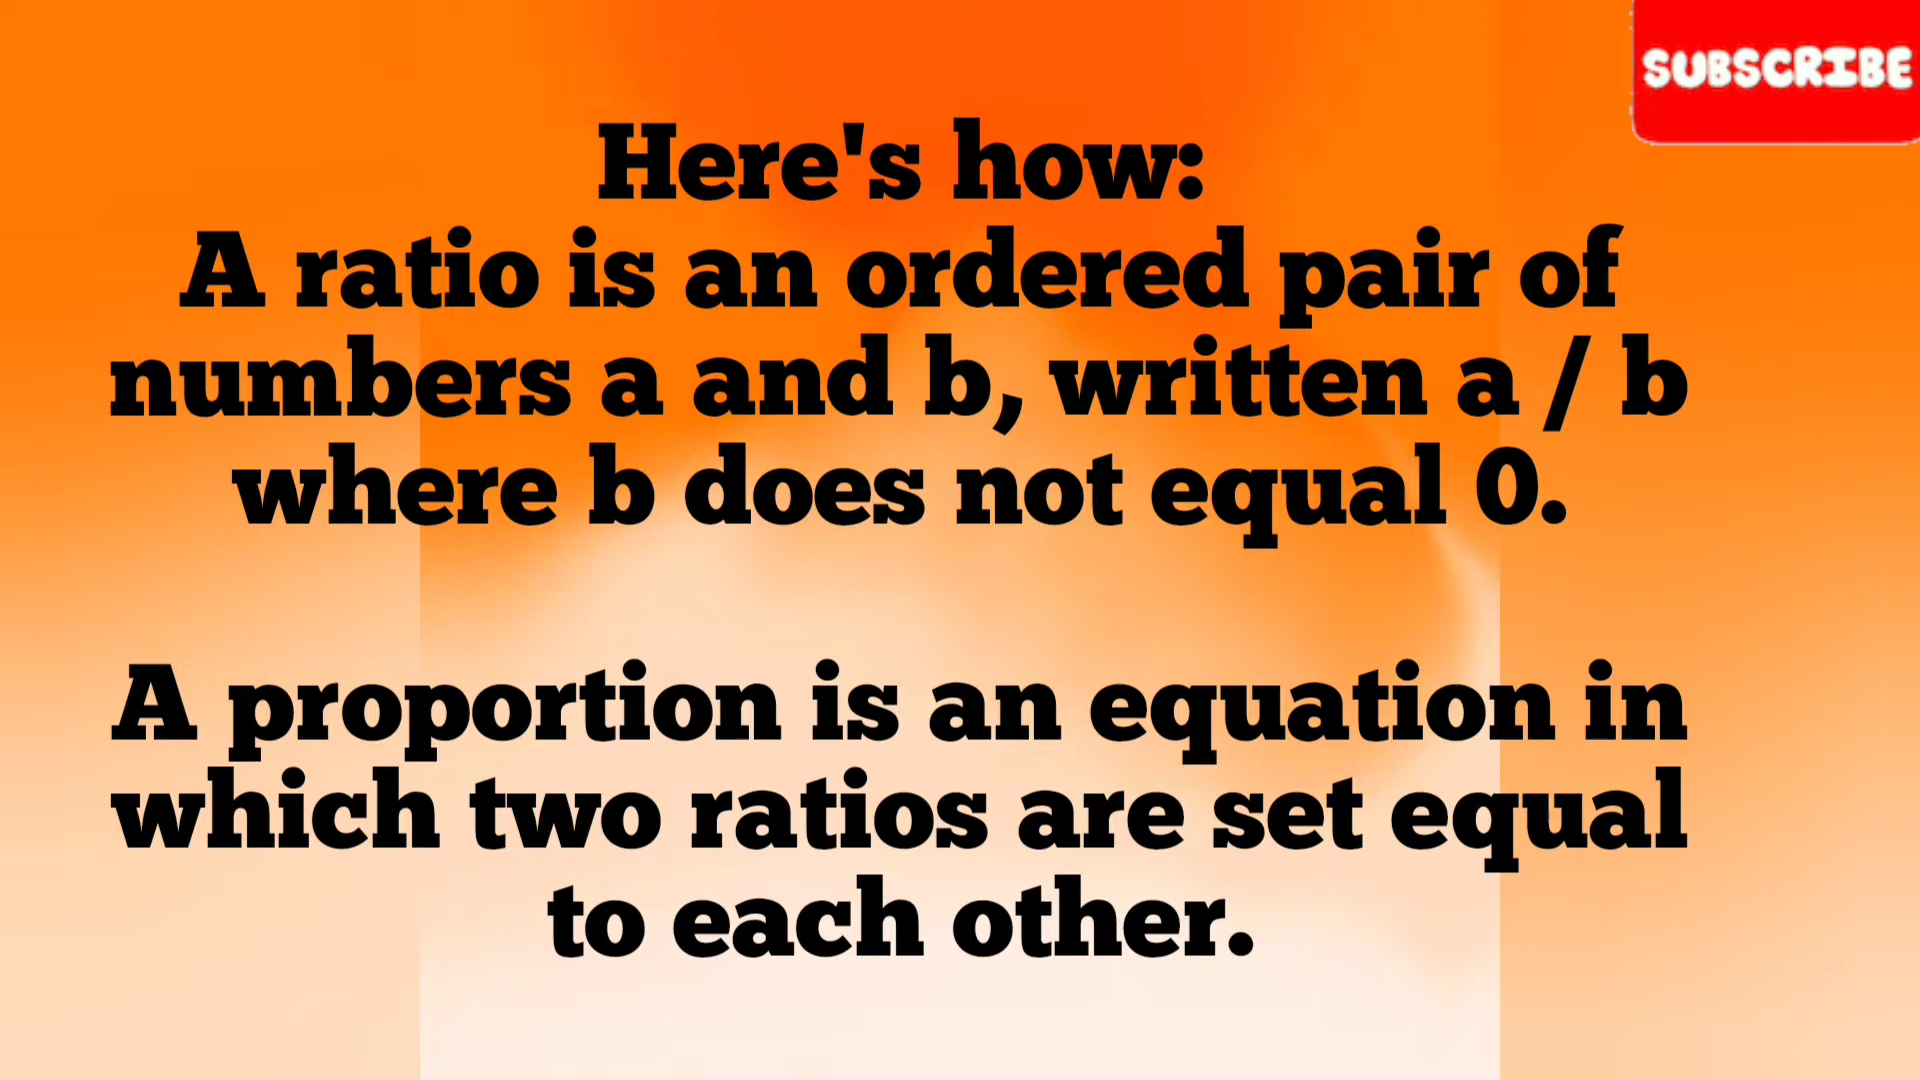 SUBSCRIBE
Here's how:
A ratio is an ordered pair of
numbers a and b, written a / b
where b does not equal 0.
A proportion is an equation in
which two ratios are set equal
to each other.